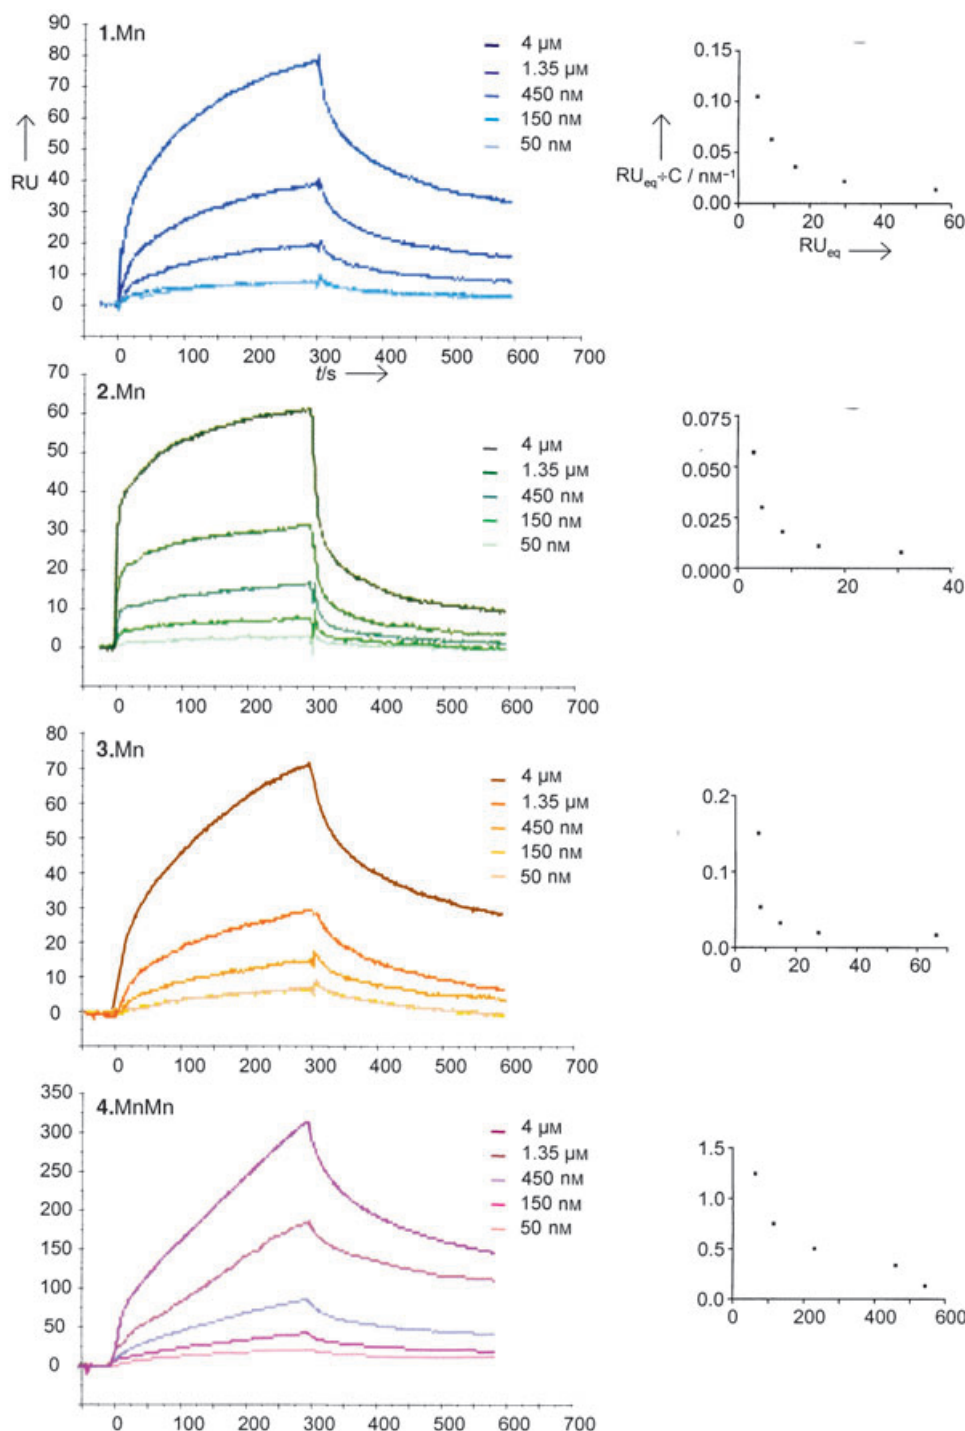 1.Mn
90
80
70
60
50
40
30
20
10
0
RU
4 µM
1.35 µM
450 nM
150 nM
50 nM
0 100 200 300 400 500 600 700
t/s
0.15
0.10
0.05
0.00
RUeq÷C / nM⁻¹
0 20 40 60
RUeq
2.Mn
70
60
50
40
30
20
10
0
4 µM
1.35 µM
450 nM
150 nM
50 nM
0 100 200 300 400 500 600 700
0.075
0.050
0.025
0.000
0 20 40
3.Mn
80
70
60
50
40
30
20
10
0
4 µM
1.35 µM
450 nM
150 nM
50 nM
0 100 200 300 400 500 600 700
0.2
0.1
0.0
0 20 40 60
4.MnMn
350
300
250
200
150
100
50
0
4 µM
1.35 µM
450 nM
150 nM
50 nM
0 100 200 300 400 500 600 700
1.5
1.0
0.5
0.0
0 200 400 600